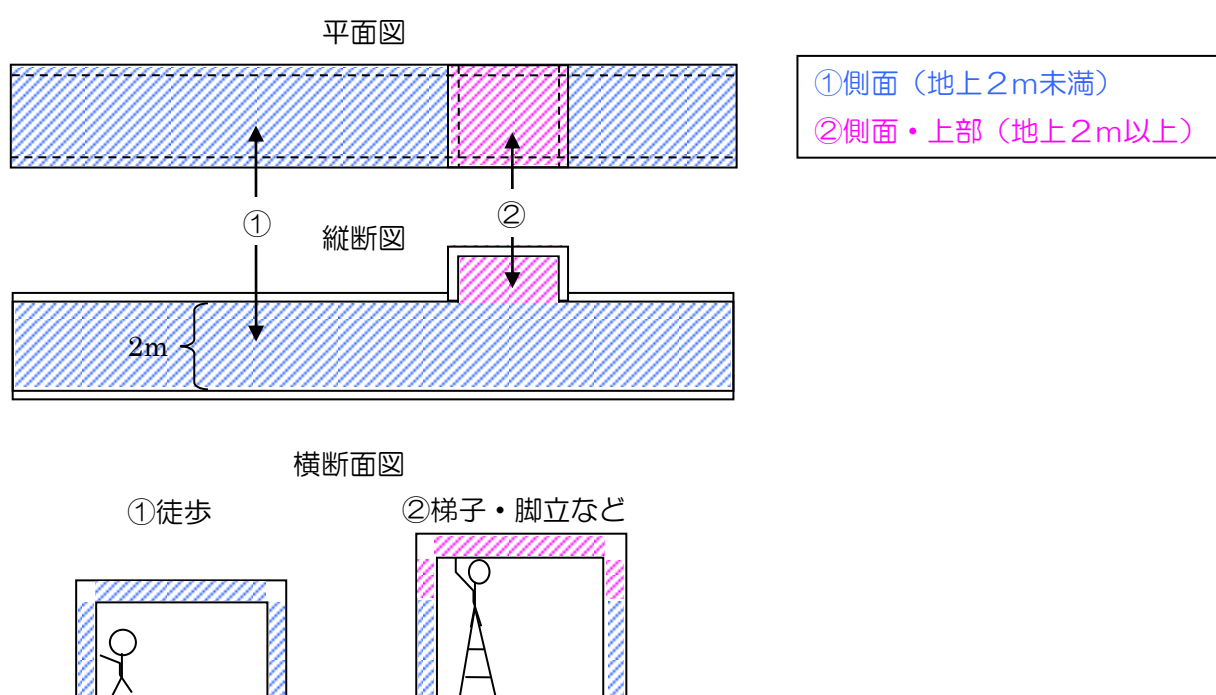 平面図
①側面（地上２ｍ未満）
②側面・上部（地上２ｍ以上）
①
②
縦断図
2m
横断面図
①徒歩
②梯子・脚立など